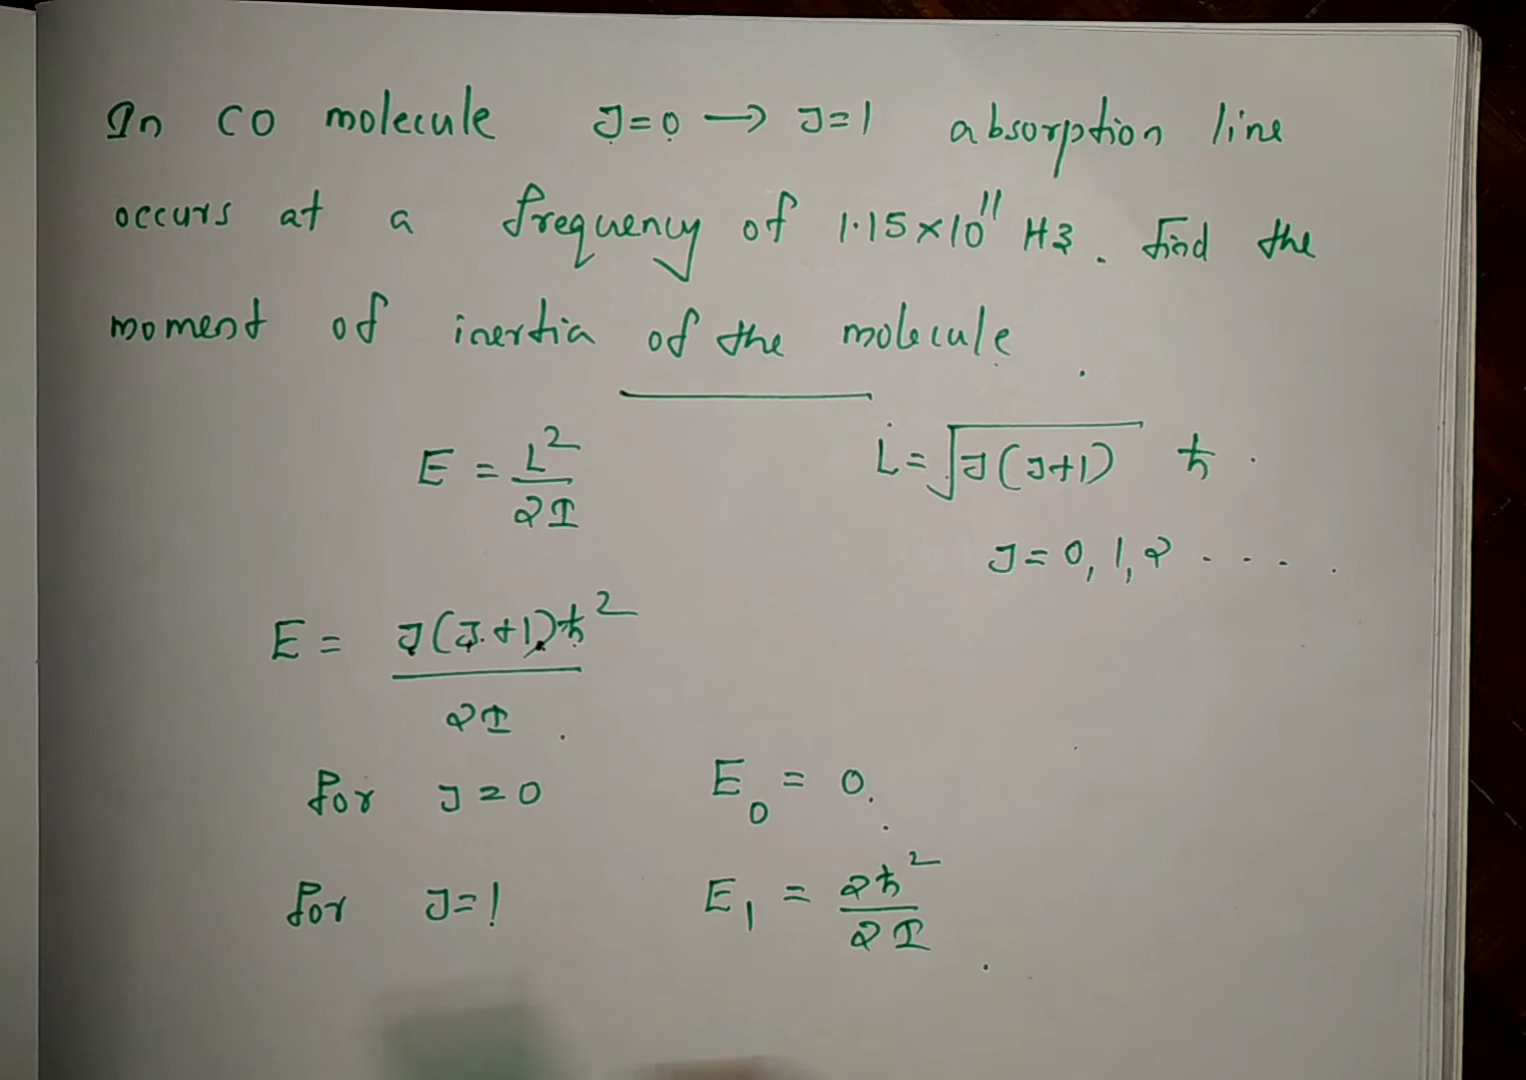 In CO molecule J=0 → J=1 absorption line
occurs at a frequency of 1.15×10¹¹ Hz. find the
moment of inertia of the molecule.
E = L²/2I L = √J(J+1) ħ.
J = 0, 1, 2 ....
E = J(J+1)ħ²/2I.
for J=0 E₀ = 0.
for J=1 E₁ = 2ħ²/2I.